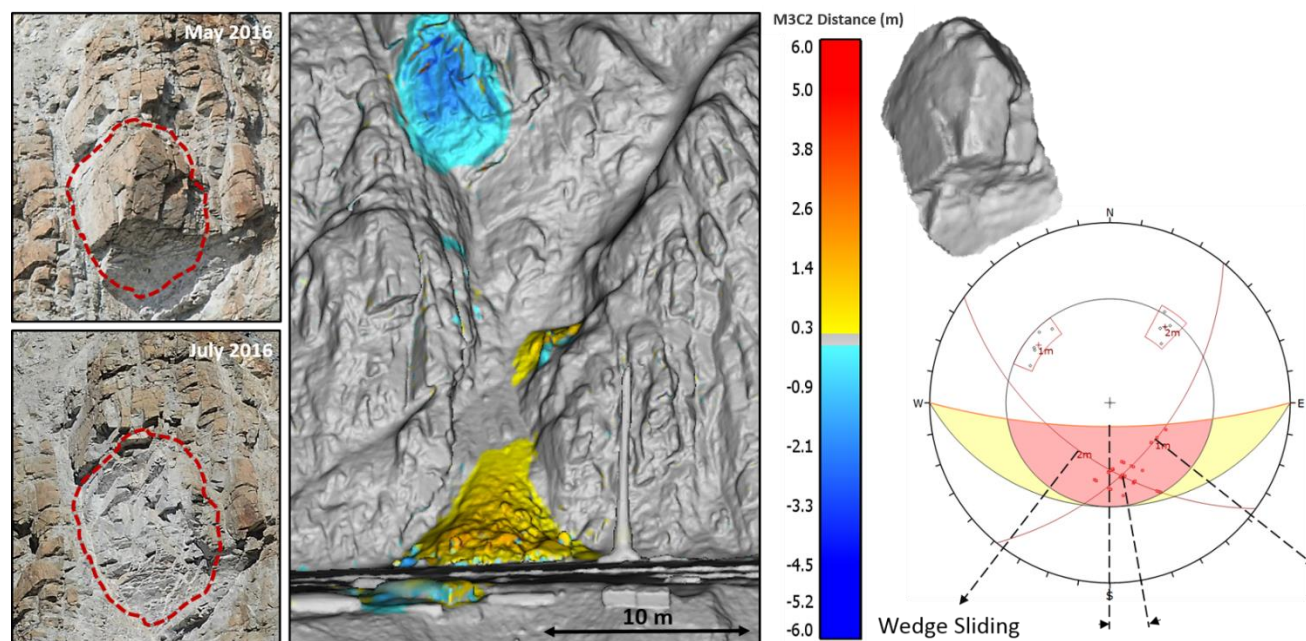 May 2016
July 2016
10 m
M3C2 Distance (m)
6.0
5.0
3.8
2.6
1.4
0.3
-0.9
-2.1
-3.3
-4.5
-5.2
-6.0
N
W
E
S
1m
2m
2m
1m
Wedge Sliding